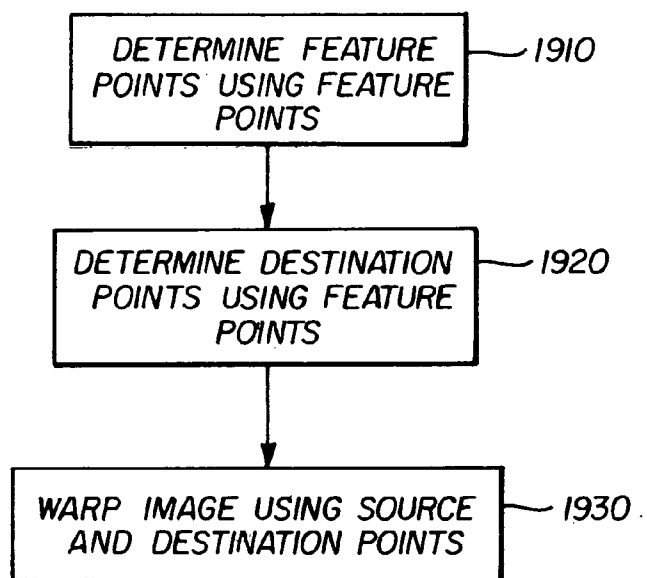 DETERMINE FEATURE
POINTS USING FEATURE
POINTS
1910
DETERMINE DESTINATION
POINTS USING FEATURE
POINTS
1920
WARP IMAGE USING SOURCE
AND DESTINATION POINTS
1930